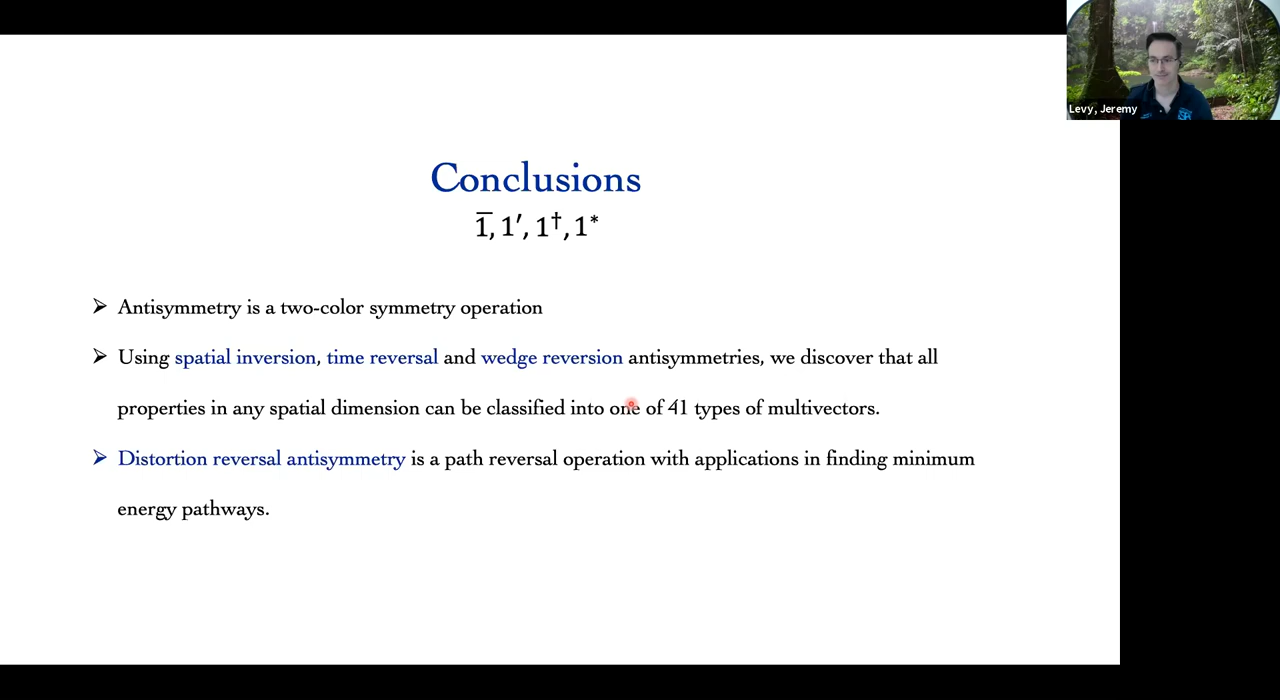 Levy, Jeremy
Conclusions
1̅, 1′, 1†, 1*
➢ Antisymmetry is a two-color symmetry operation
➢ Using spatial inversion, time reversal and wedge reversion antisymmetries, we discover that all
properties in any spatial dimension can be classified into one of 41 types of multivectors.
➢ Distortion reversal antisymmetry is a path reversal operation with applications in finding minimum
energy pathways.